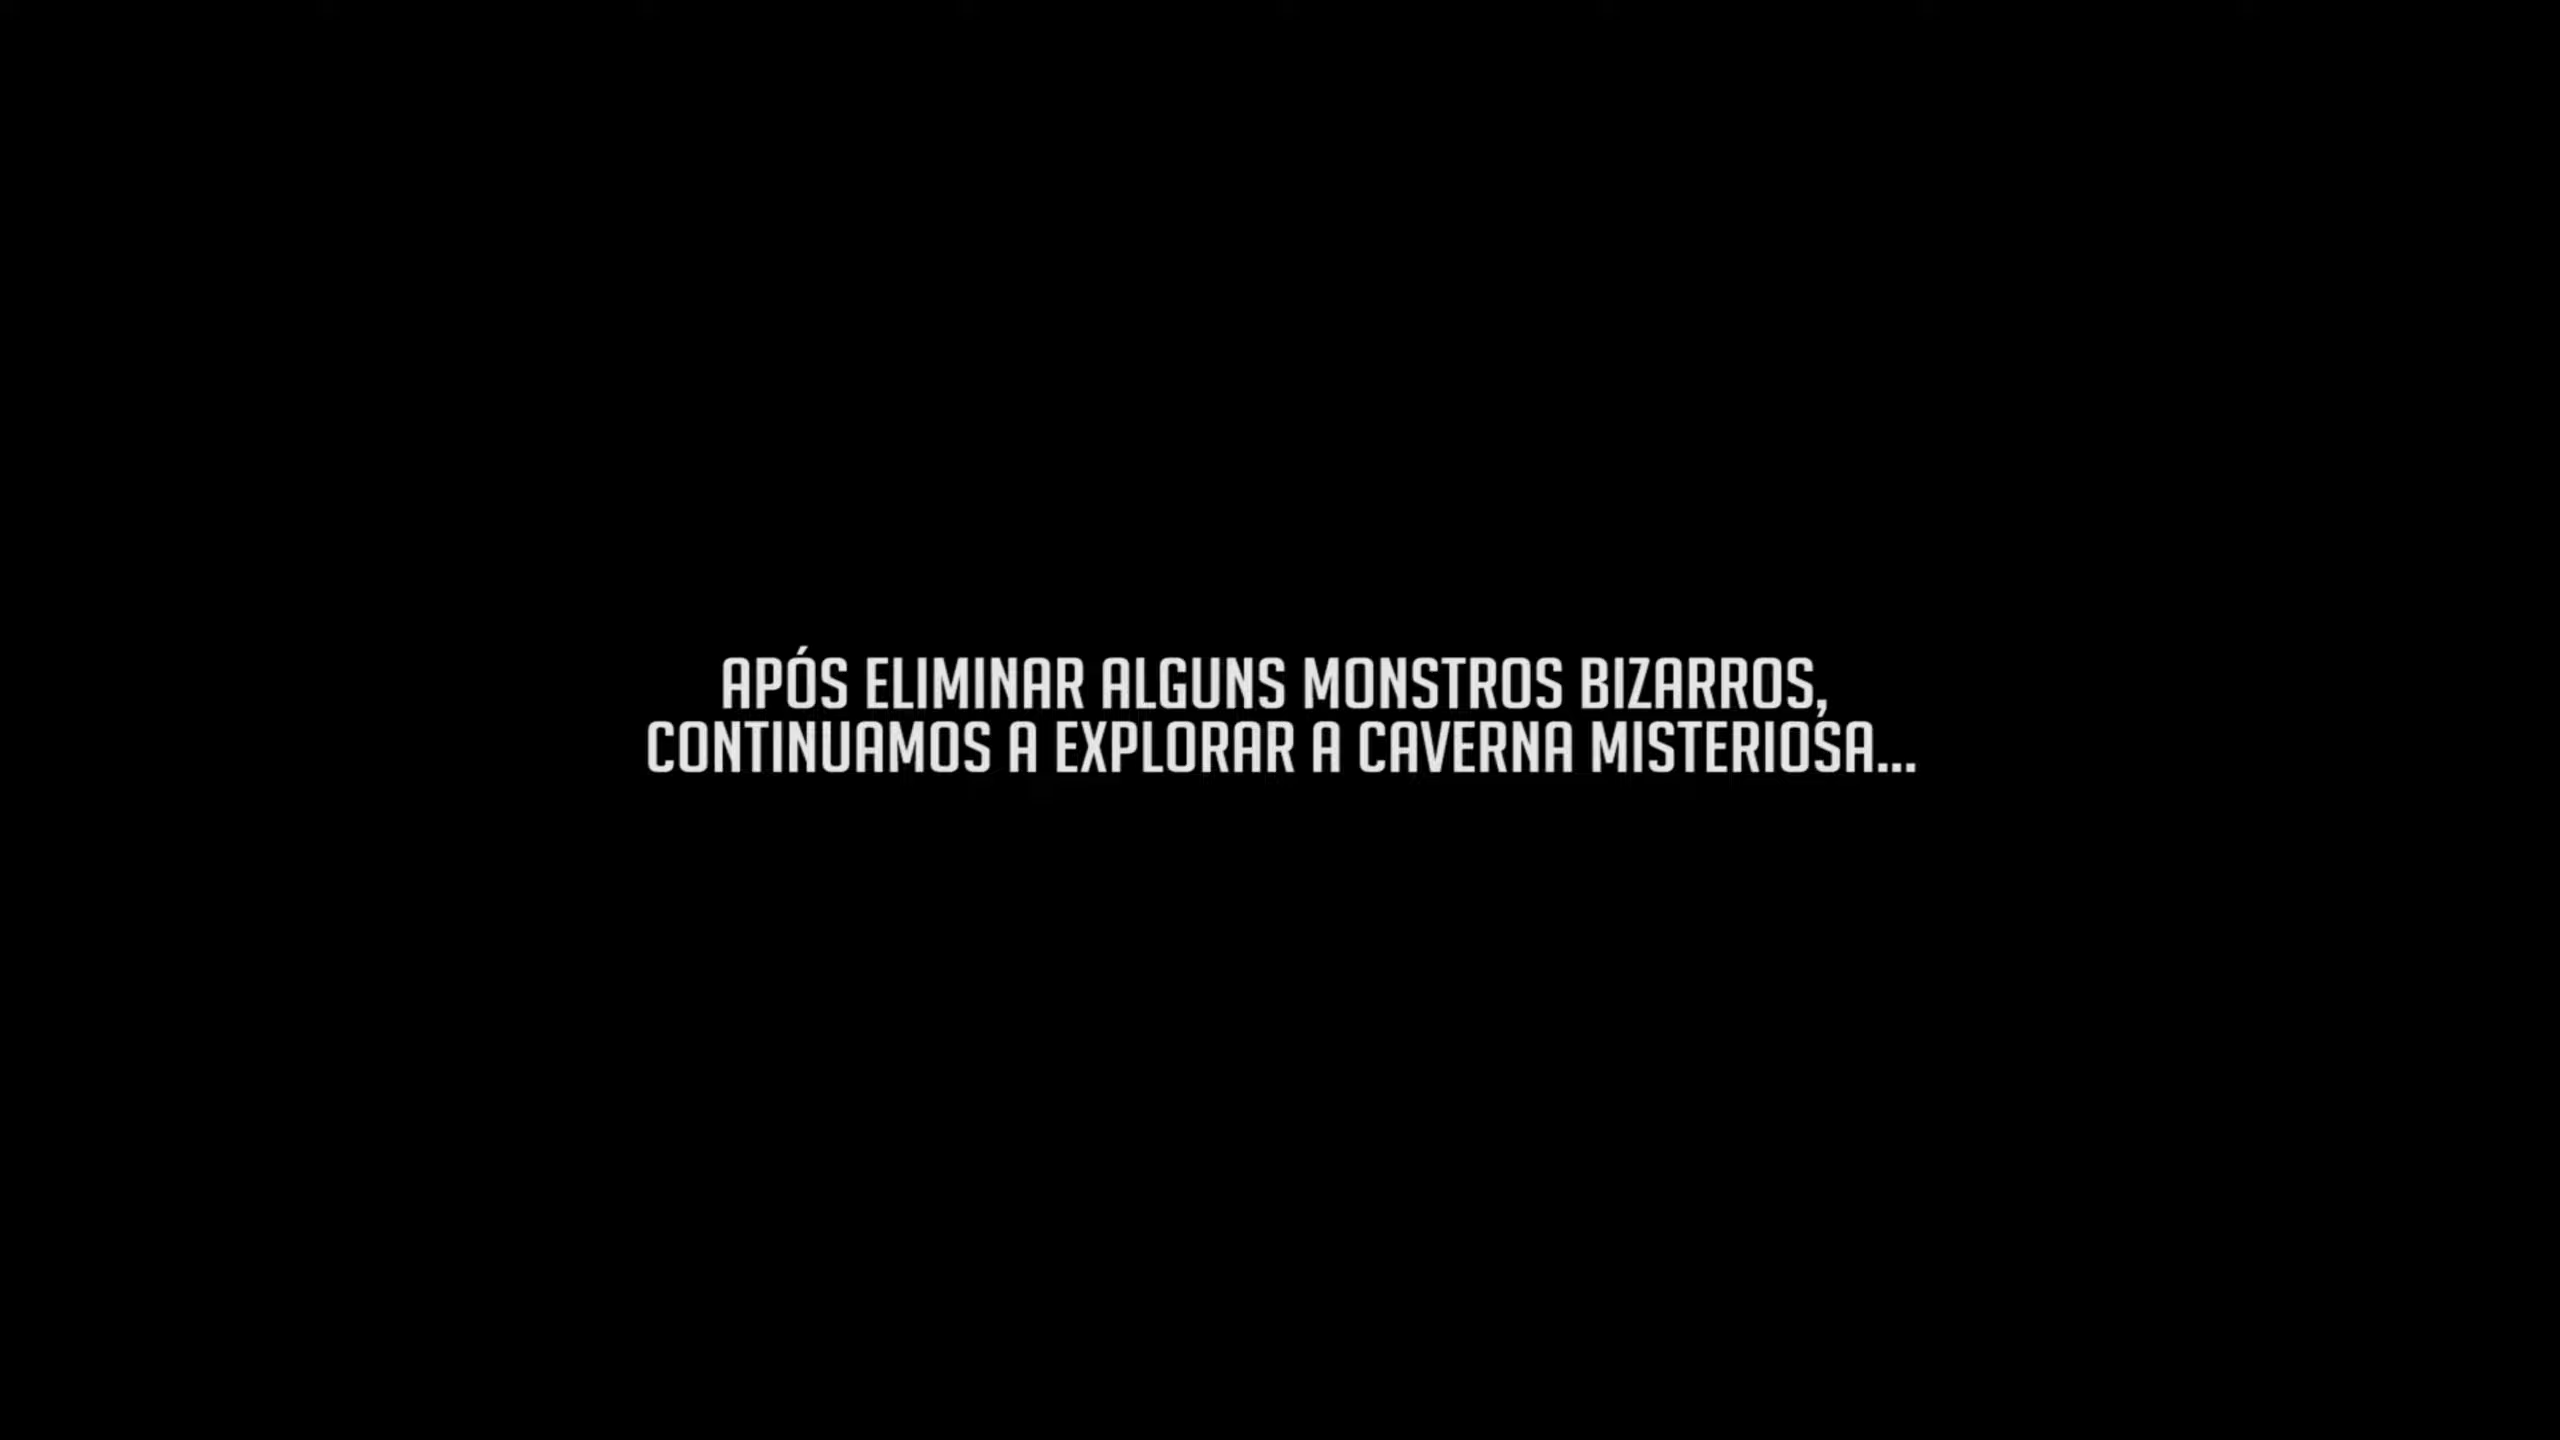 APÓS ELIMINAR ALGUNS MONSTROS BIZARROS,
CONTINUAMOS A EXPLORAR A CAVERNA MISTERIOSA...